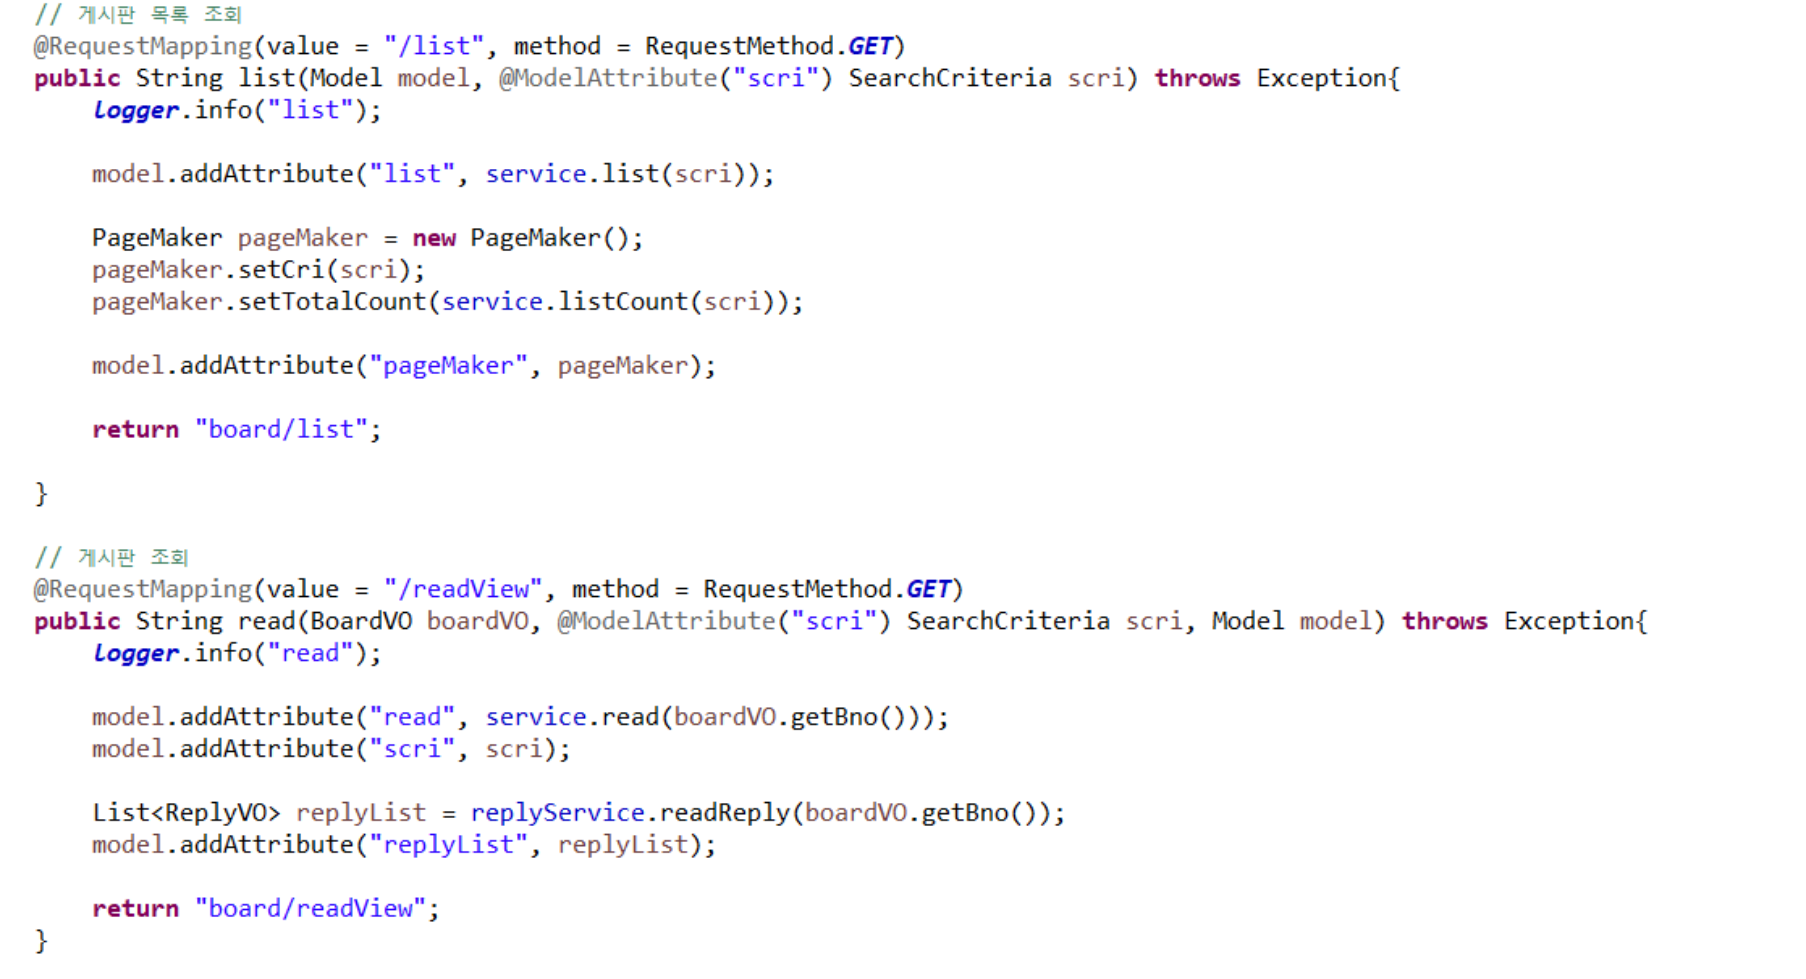 // 게시판 목록 조회
@RequestMapping(value = "/list", method = RequestMethod.GET)
public String list(Model model, @ModelAttribute("scri") SearchCriteria scri) throws Exception{
logger.info("list");
model.addAttribute("list", service.list(scri));
PageMaker pageMaker = new PageMaker();
pageMaker.setCri(scri);
pageMaker.setTotalCount(service.listCount(scri));
model.addAttribute("pageMaker", pageMaker);
return "board/list";
}
// 게시판 조회
@RequestMapping(value = "/readView", method = RequestMethod.GET)
public String read(BoardVO boardVO, @ModelAttribute("scri") SearchCriteria scri, Model model) throws Exception{
logger.info("read");
model.addAttribute("read", service.read(boardVO.getBno()));
model.addAttribute("scri", scri);
List<ReplyVO> replyList = replyService.readReply(boardVO.getBno());
model.addAttribute("replyList", replyList);
return "board/readView";
}